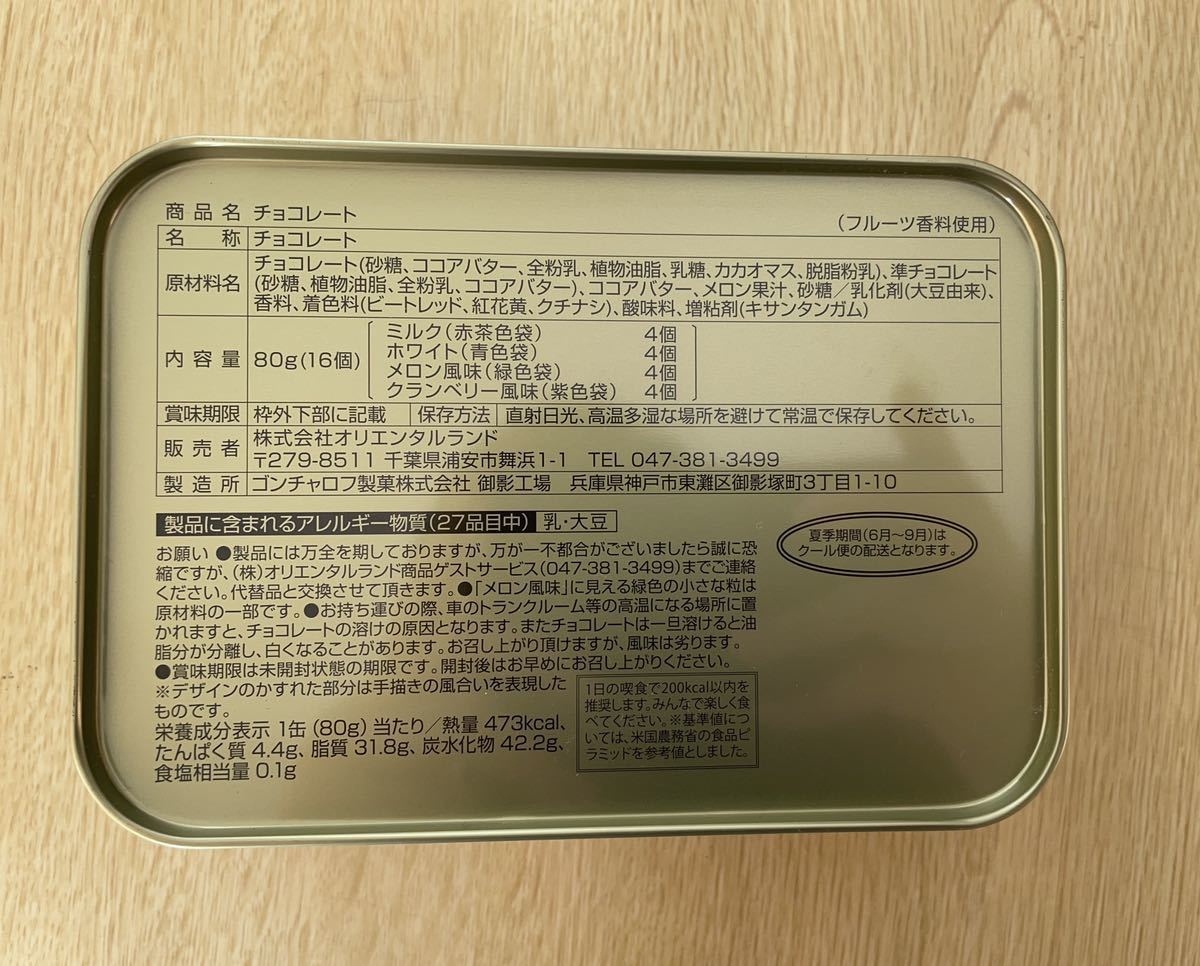 商品名 チョコレート
(フルーツ香料使用)
名称 チョコレート
原材料名 チョコレート(砂糖、ココアバター、全粉乳、植物油脂、乳糖、カカオマス、脱脂粉乳)、準チョコレート
(砂糖、植物油脂、全粉乳、ココアバター)、ココアバター、メロン果汁、砂糖／乳化剤(大豆由来)、
香料、着色料(ビートレッド、紅花黄、クチナシ)、酸味料、増粘剤(キサンタンガム)
内容量 80g(16個)
ミルク(赤茶色袋) 4個
ホワイト(青色袋) 4個
メロン風味(緑色袋) 4個
クランベリー風味(紫色袋) 4個
賞味期限 枠外下部に記載 保存方法 直射日光、高温多湿な場所を避けて常温で保存してください。
販売者 株式会社オリエンタルランド
〒279-8511 千葉県浦安市舞浜1-1 TEL 047-381-3499
製造所 ゴンチャロフ製菓株式会社 御影工場 兵庫県神戸市東灘区御影塚町3丁目1-10
製品に含まれるアレルギー物質(27品目中) 乳・大豆
お願い ●製品には万全を期しておりますが、万が一不都合がございましたら誠に恐
縮ですが、(株)オリエンタルランド商品ゲストサービス(047-381-3499)までご連絡
ください。代替品と交換させて頂きます。●「メロン風味」に見える緑色の小さな粒は
原材料の一部です。●お持ち運びの際、車のトランクルーム等の高温になる場所に置
かれますと、チョコレートの溶けの原因となります。またチョコレートは一旦溶けると油
脂分が分離し、白くなることがあります。お召し上がり頂けますが、風味は劣ります。
●賞味期限は未開封状態の期限です。開封後はお早めにお召し上がりください。
※デザインのかすれた部分は手描きの風合いを表現した
ものです。
栄養成分表示 1缶 (80g) 当たり／熱量 473kcal、
たんぱく質 4.4g、脂質 31.8g、炭水化物 42.2g、
食塩相当量 0.1g
夏季期間(6月〜9月)は
クール便の配送となります。
1日の喫食で200kcal以内を
推奨します。みんなで楽しく食
べてください。※基準値につ
いては、米国農務省の食品ピ
ラミッドを参考値としました。